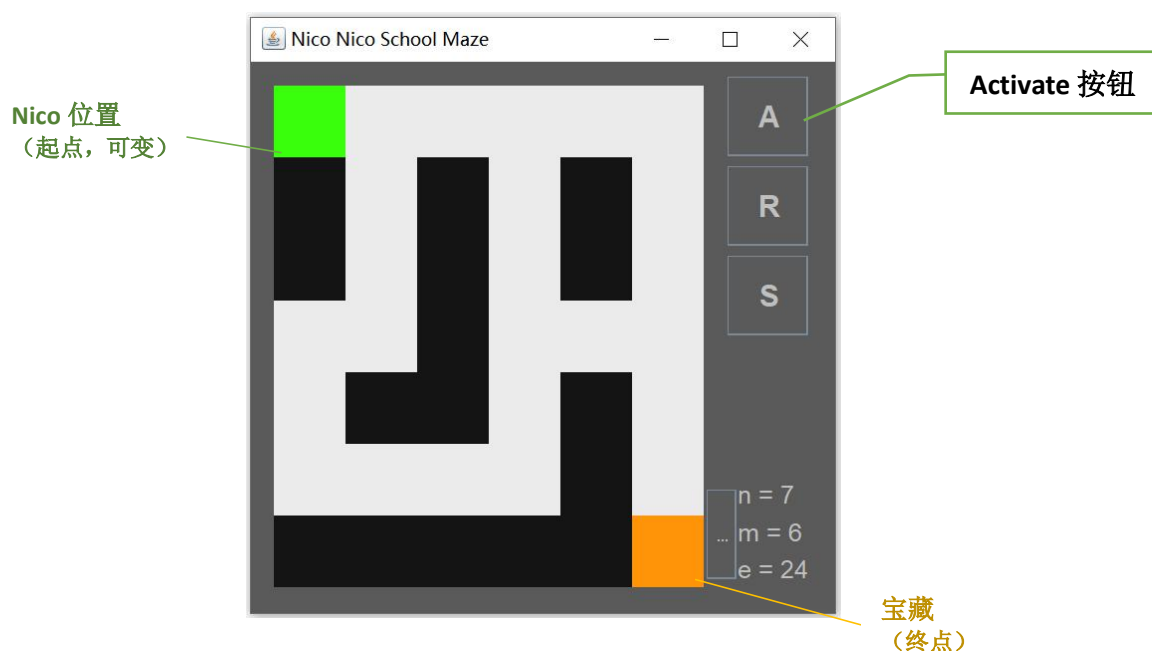 Nico Nico School Maze
Activate 按钮
A
Nico 位置
（起点，可变）
R
S
n = 7
... m = 6
e = 24
宝藏
（终点）